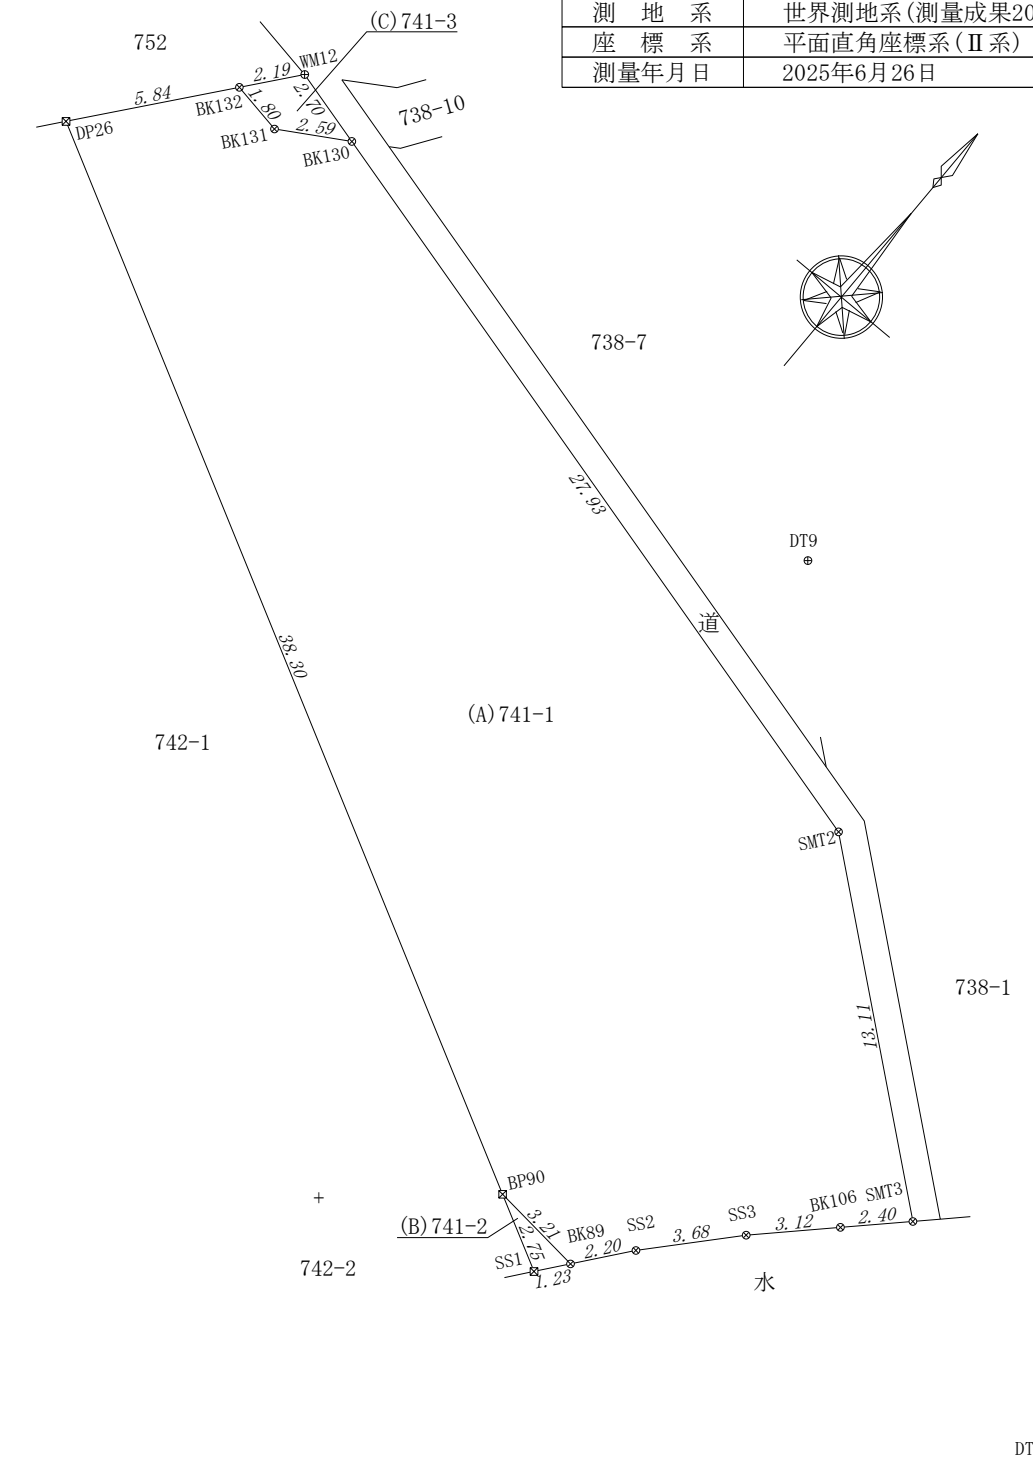 測 地 系 世界測地系(測量成果20
座 標 系 平面直角座標系(Ⅱ系)
測量年月日 2025年6月26日
(C)741-3
752
WM12
2.19
5.84
BK132
1.80
2.70
738-10
DP26
BK131
2.59
BK130
738-7
27.93
DT9
道
38.30
(A)741-1
742-1
SMT2
738-1
13.11
BP90
BK106 SMT3
(B)741-2
3.21
2.75
BK89
SS2
SS3
3.12
2.40
2.20
3.68
SS1
1.23
742-2
水
DT